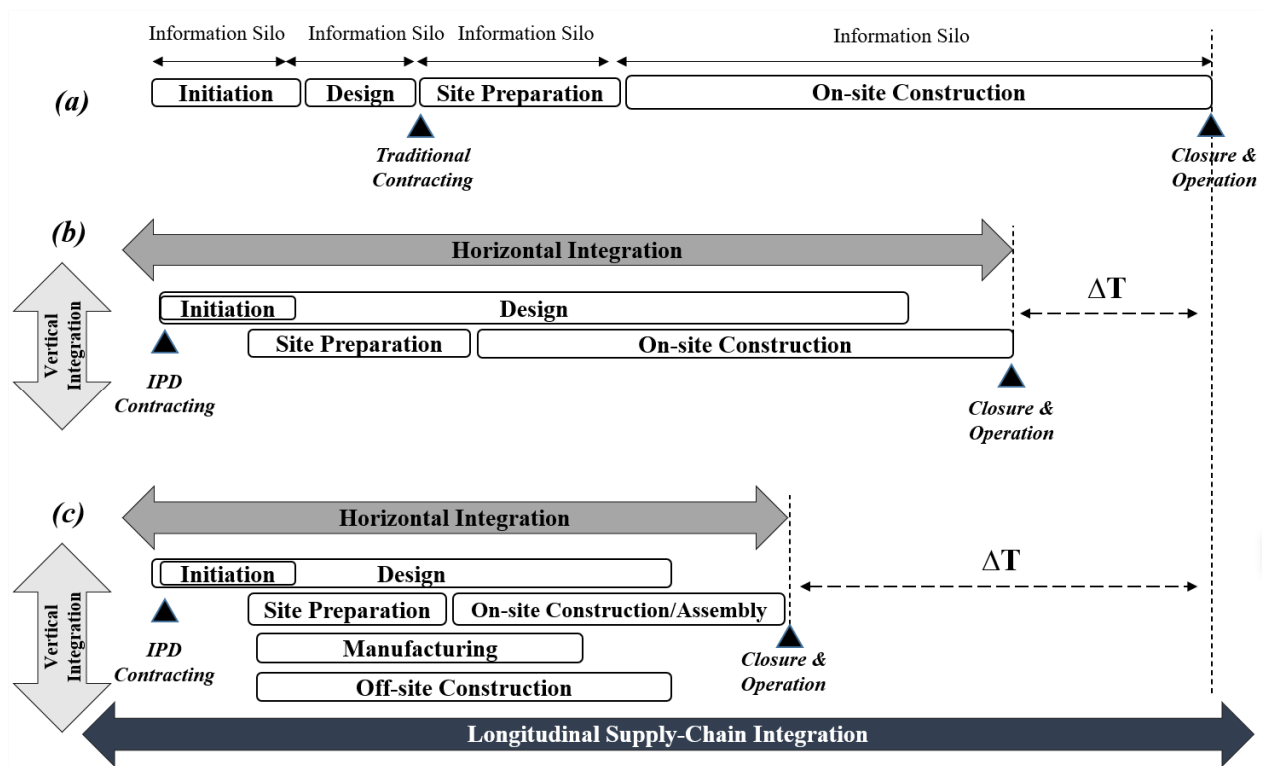 Information Silo Information Silo Information Silo Information Silo
(a) Initiation Design Site Preparation On-site Construction
Traditional
Contracting
Closure &
Operation
(b)
Horizontal Integration
Vertical
Integration
Initiation Design
ΔT
Site Preparation On-site Construction
IPD
Contracting
Closure &
Operation
(c)
Horizontal Integration
Vertical
Integration
Initiation Design
ΔT
Site Preparation On-site Construction/Assembly
IPD
Contracting
Manufacturing
Closure &
Operation
Off-site Construction
Longitudinal Supply-Chain Integration